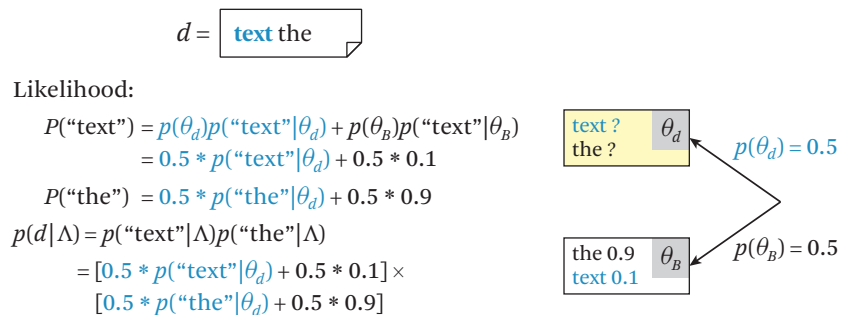 d = text the
Likelihood:
P(“text”) = p(θd)p(“text”|θd) + p(θB)p(“text”|θB)
= 0.5 * p(“text”|θd) + 0.5 * 0.1
P(“the”) = 0.5 * p(“the”|θd) + 0.5 * 0.9
p(d|Λ) = p(“text”|Λ)p(“the”|Λ)
= [0.5 * p(“text”|θd) + 0.5 * 0.1] ×
[0.5 * p(“the”|θd) + 0.5 * 0.9]
text ? θd
the ?
p(θd) = 0.5
the 0.9 θB
text 0.1
p(θB) = 0.5